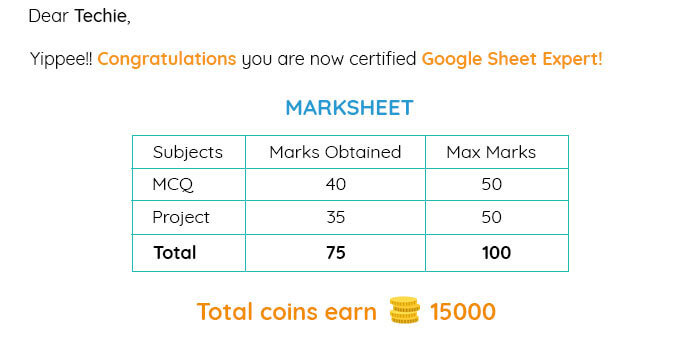 Dear Techie,
Yippee!! Congratulations you are now certified Google Sheet Expert!
MARKSHEET
Subjects Marks Obtained Max Marks
MCQ 40 50
Project 35 50
Total 75 100
Total coins earn 15000